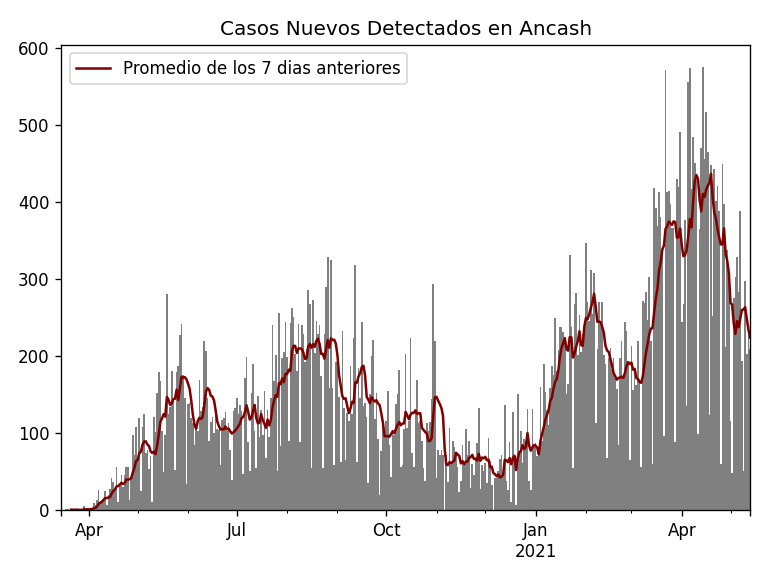 Casos Nuevos Detectados en Ancash
Promedio de los 7 dias anteriores
600
500
400
300
200
100
0
Apr
Jul
Oct
Jan
2021
Apr